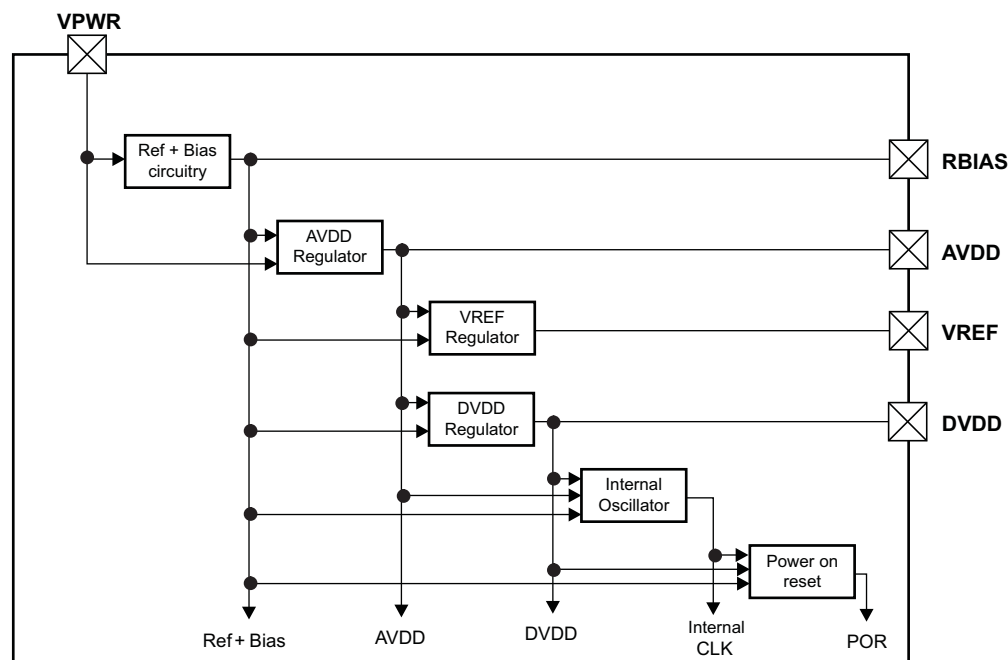 VPWR
Ref + Bias
circuitry
RBIAS
AVDD
Regulator
AVDD
VREF
Regulator
VREF
DVDD
Regulator
DVDD
Internal
Oscillator
Power on
reset
Ref + Bias
AVDD
DVDD
Internal
CLK
POR